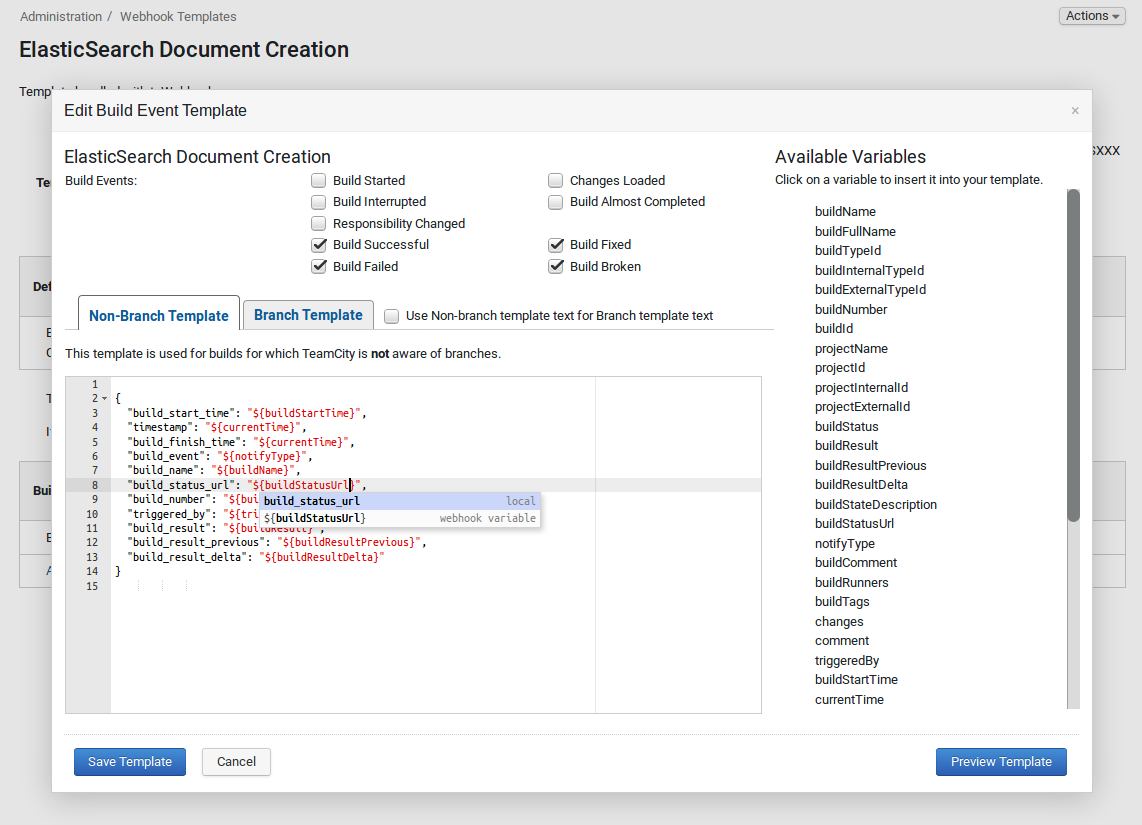 Administration / Webhook Templates
Actions
ElasticSearch Document Creation
Edit Build Event Template
×
ElasticSearch Document Creation
Build Events:
Build Started
Changes Loaded
Build Interrupted
Build Almost Completed
Responsibility Changed
Build Successful
Build Fixed
Build Failed
Build Broken
Non-Branch Template
Branch Template
Use Non-branch template text for Branch template text
This template is used for builds for which TeamCity is not aware of branches.
1
2 {
3 "build_start_time": "${buildStartTime}",
4 "timestamp": "${currentTime}",
5 "build_finish_time": "${currentTime}",
6 "build_event": "${notifyType}",
7 "build_name": "${buildName}",
8 "build_status_url": "${buildStatusUrl}",
9 "build_number": "${bui
build_status_url local
10 "triggered_by": "${tri
${buildStatusUrl} webhook variable
11 "build_result": "${buildResult}",
12 "build_result_previous": "${buildResultPrevious}",
13 "build_result_delta": "${buildResultDelta}"
14 }
15
Available Variables
Click on a variable to insert it into your template.
buildName
buildFullName
buildTypeId
buildInternalTypeId
buildExternalTypeId
buildNumber
buildId
projectName
projectId
projectInternalId
projectExternalId
buildStatus
buildResult
buildResultPrevious
buildResultDelta
buildStateDescription
buildStatusUrl
notifyType
buildComment
buildRunners
buildTags
changes
comment
triggeredBy
buildStartTime
currentTime
Save Template
Cancel
Preview Template